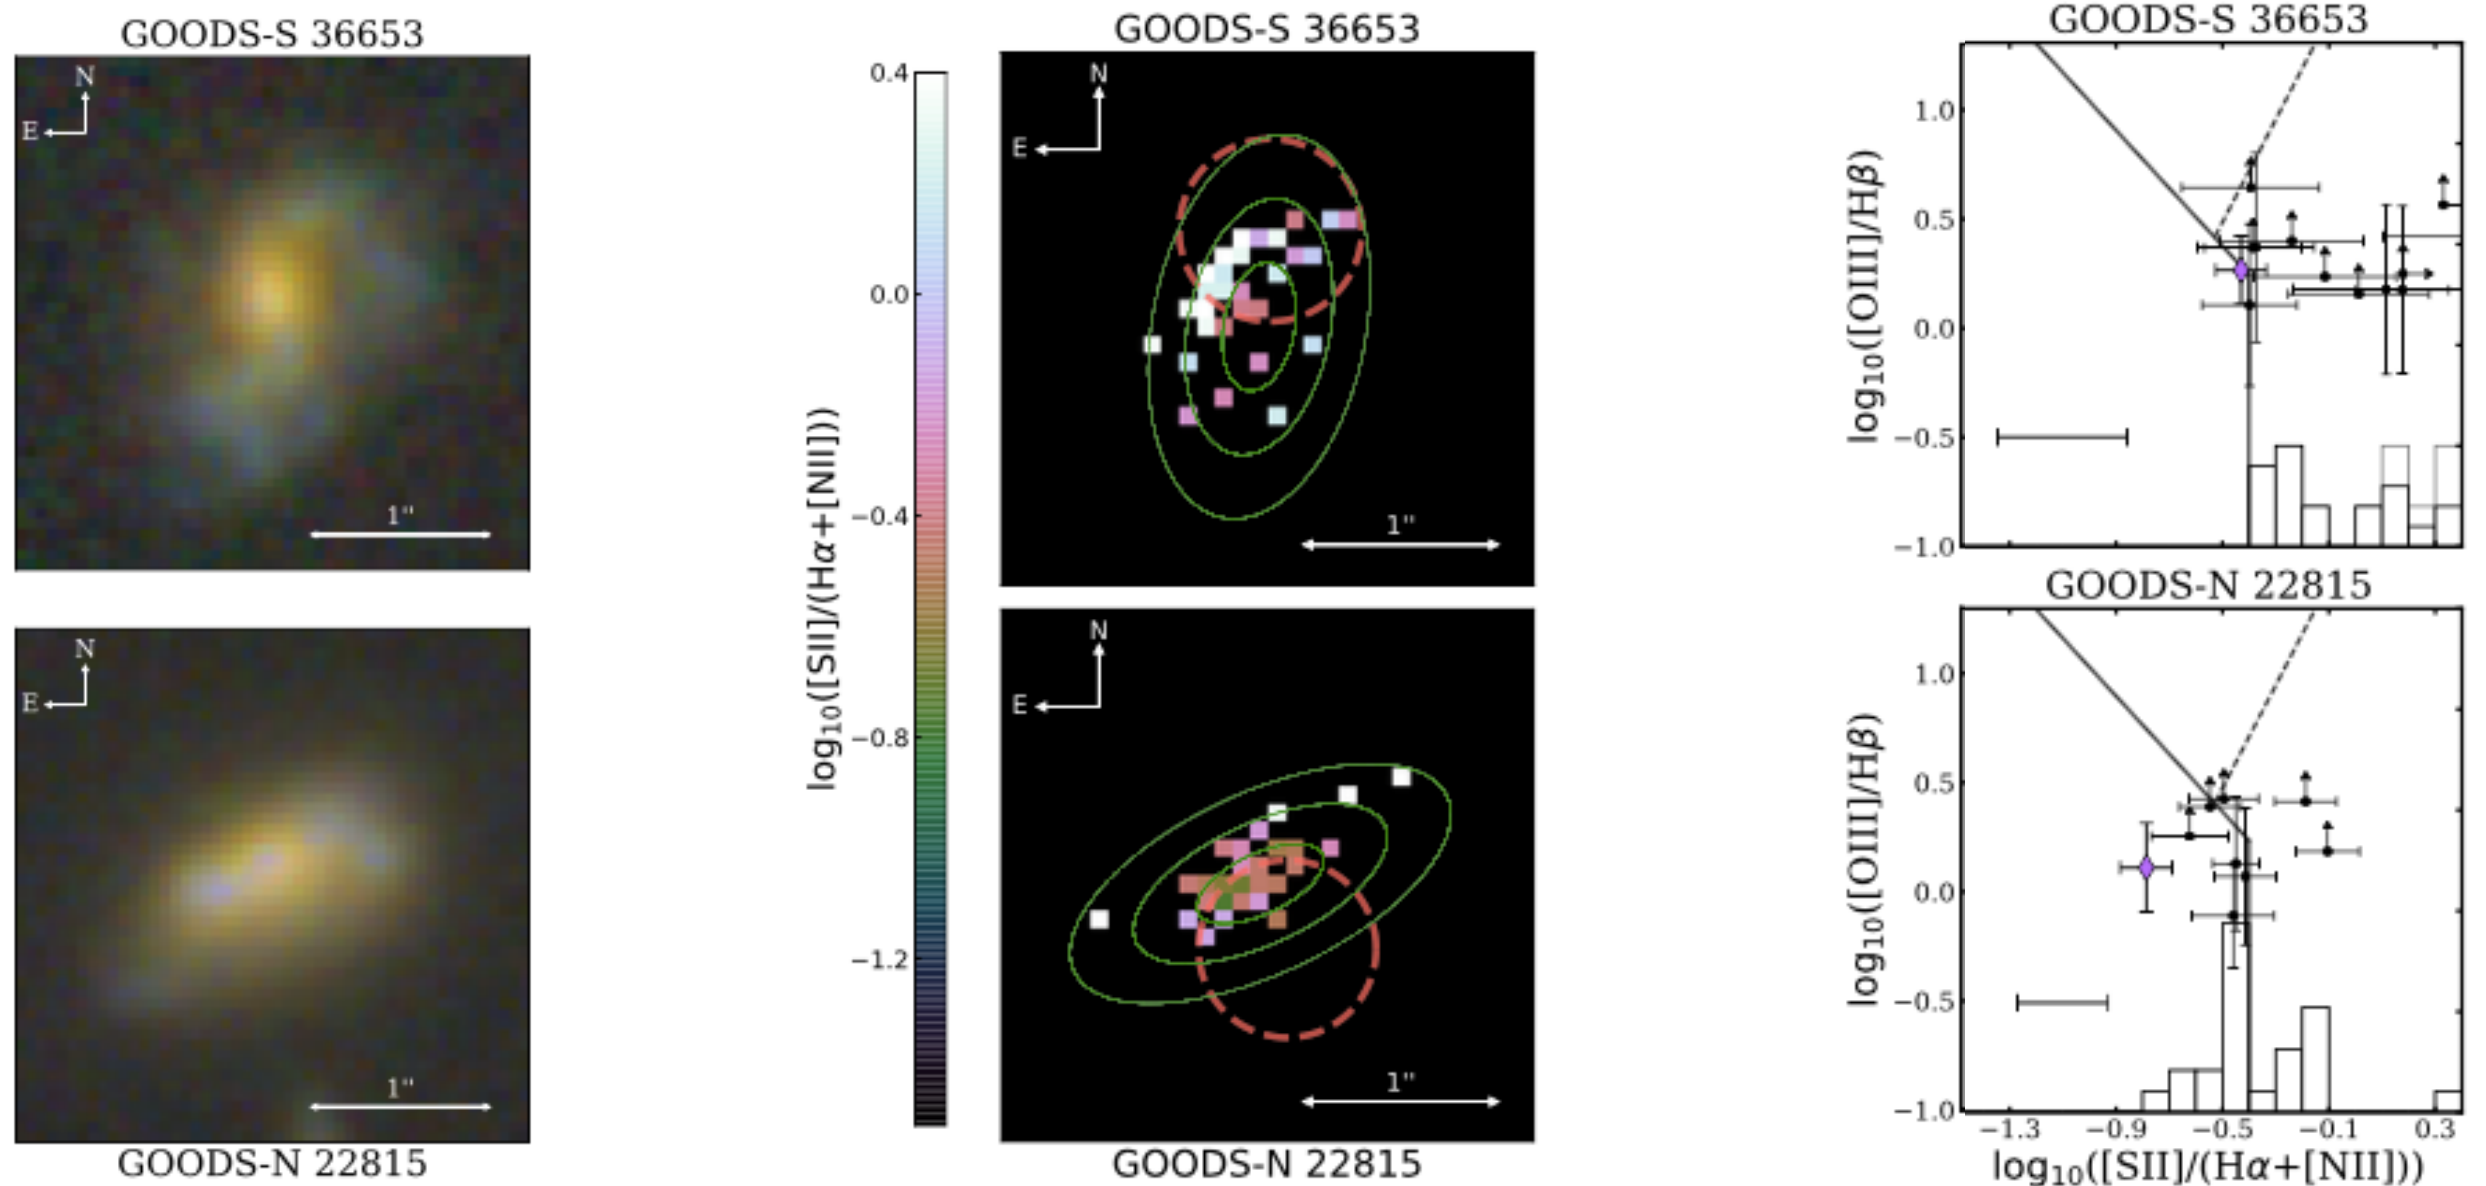 GOODS-S 36653
N
E
1"
N
E
1"
GOODS-N 22815
0.4
0.0
−0.4
−0.8
−1.2
log₁₀([SII]/(Hα+[NII]))
GOODS-S 36653
N
E
1"
N
E
1"
GOODS-N 22815
GOODS-S 36653
1.0
0.5
0.0
−0.5
−1.0
log₁₀([OIII]/Hβ)
GOODS-N 22815
1.0
0.5
0.0
−0.5
−1.0
log₁₀([OIII]/Hβ)
−1.3 −0.9 −0.5 −0.1 0.3
log₁₀([SII]/(Hα+[NII]))